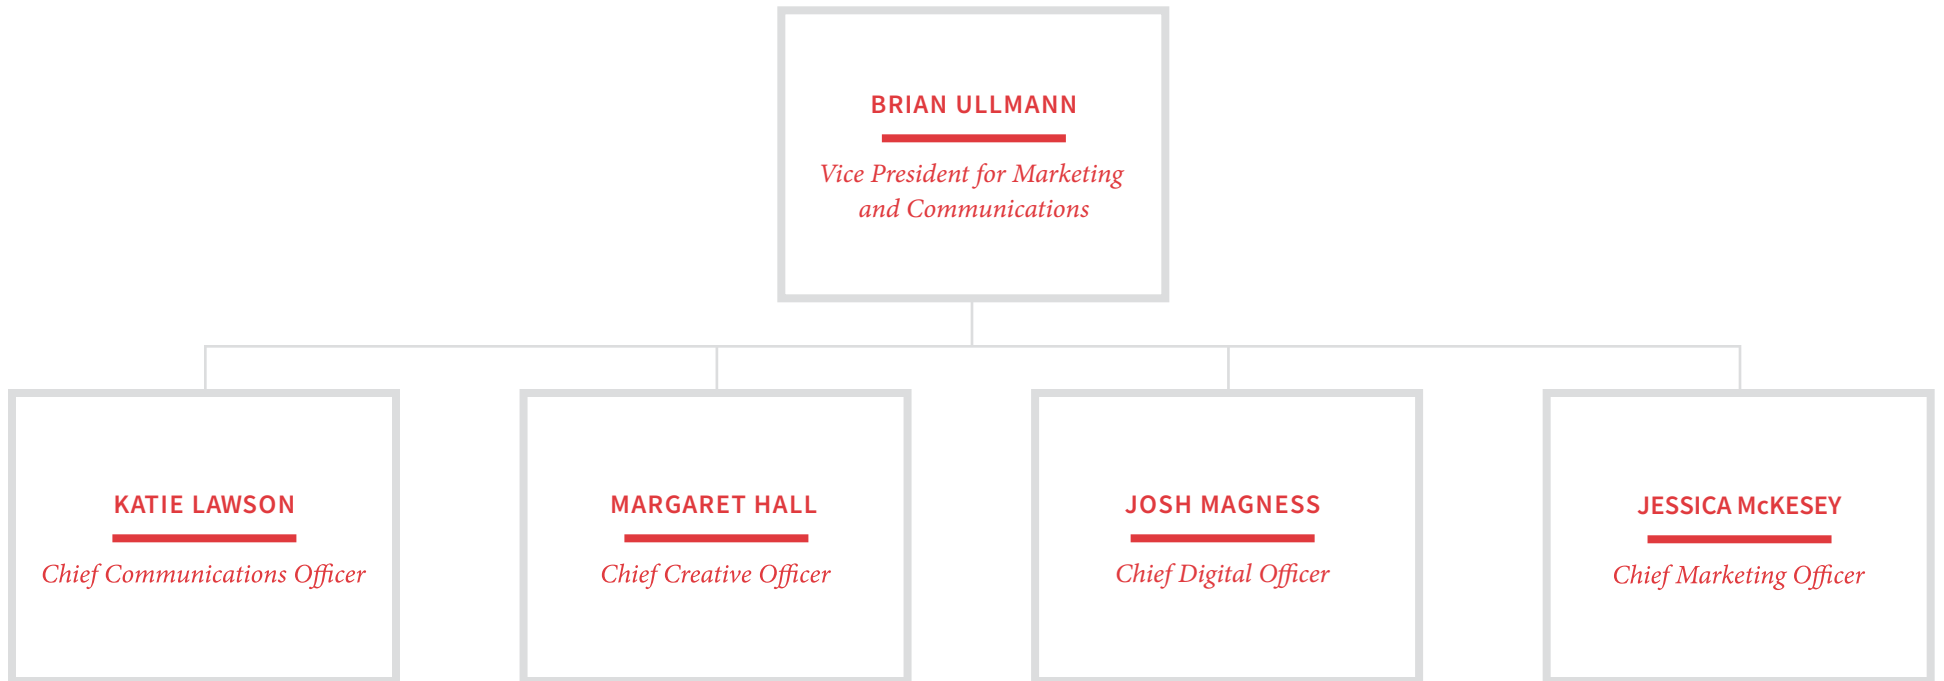 BRIAN ULLMANN
Vice President for Marketing
and Communications
KATIE LAWSON
Chief Communications Officer
MARGARET HALL
Chief Creative Officer
JOSH MAGNESS
Chief Digital Officer
JESSICA McKESEY
Chief Marketing Officer